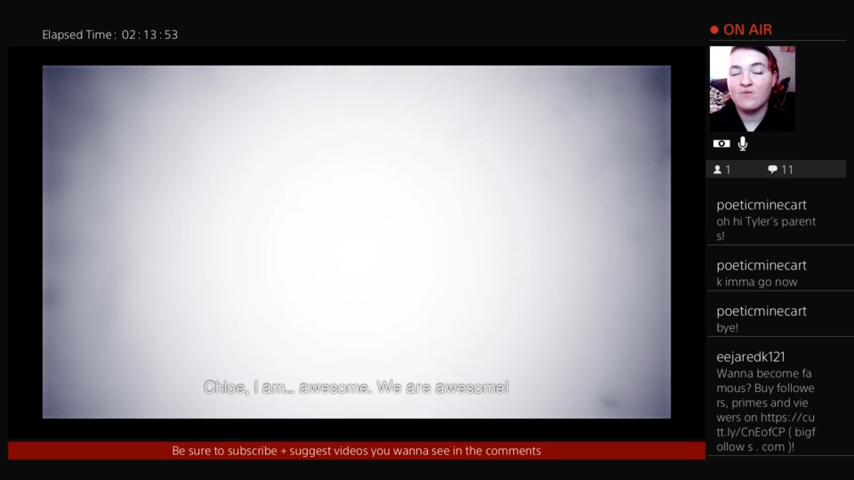 Elapsed Time: 02:13:53
ON AIR
1 11
poeticminecart
oh hi Tyler's parent
s!
poeticminecart
k imma go now
poeticminecart
bye!
eejaredk121
Wanna become fa
mous? Buy followe
rs, primes and vie
wers on https://cu
tt.ly/CnEofCP ( bigf
ollow s . com )!
Chloe, I am... awesome. We are awesome!
Be sure to subscribe + suggest videos you wanna see in the comments